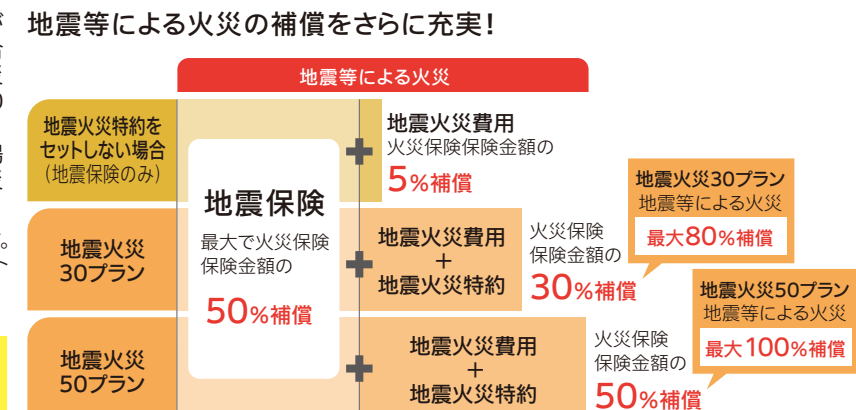 地震等による火災の補償をさらに充実!
地震等による火災
地震火災特約を
セットしない場合
(地震保険のみ)
地震保険
最大で火災保険
保険金額の
50%補償
+
地震火災費用
火災保険保険金額の
5%補償
地震火災
30プラン
+
地震火災費用
+
地震火災特約
火災保険
保険金額の
30%補償
地震火災30プラン
地震等による火災
最大80%補償
地震火災
50プラン
+
地震火災費用
+
地震火災特約
火災保険
保険金額の
50%補償
地震火災50プラン
地震等による火災
最大100%補償